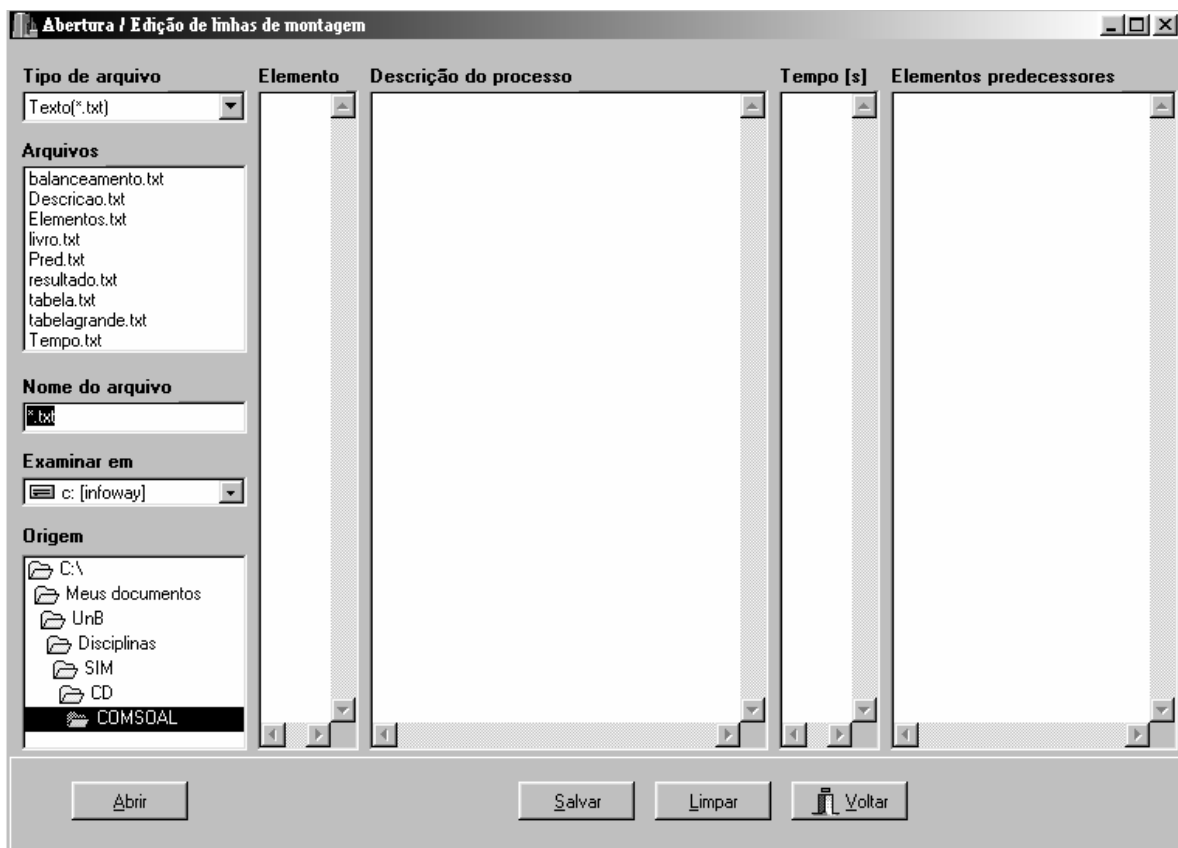 Abertura / Edição de linhas de montagem
Tipo de arquivo
Texto(*.txt)
Arquivos
balanceamento.txt
Descricao.txt
Elementos.txt
livro.txt
Pred.txt
resultado.txt
tabela.txt
tabelagrande.txt
Tempo.txt
Nome do arquivo
*.txt
Examinar em
c: [infoway]
Origem
C:\
Meus documentos
UnB
Disciplinas
SIM
CD
COMSOAL
Elemento
Descrição do processo
Tempo [s]
Elementos predecessores
Abrir
Salvar
Limpar
Voltar